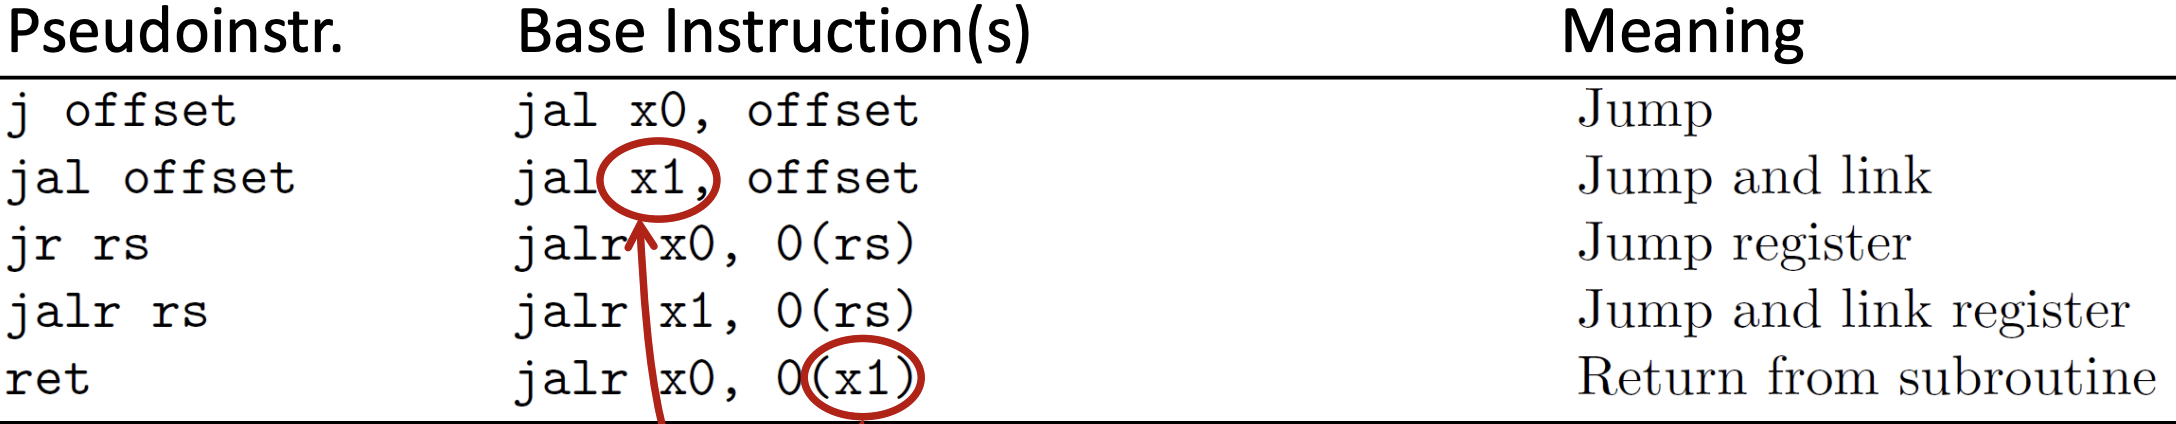 Pseudoinstr. Base Instruction(s) Meaning
j offset jal x0, offset Jump
jal offset jal x1, offset Jump and link
jr rs jalr x0, 0(rs) Jump register
jalr rs jalr x1, 0(rs) Jump and link register
ret jalr x0, 0(x1) Return from subroutine